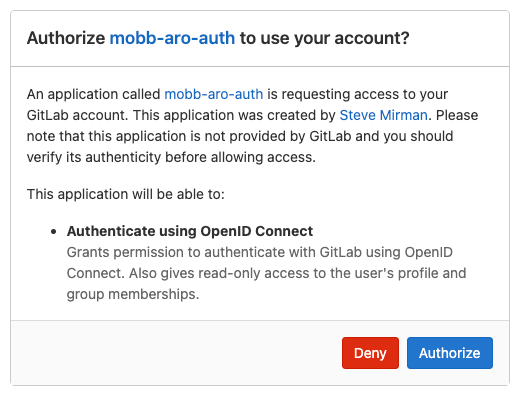 Authorize mobb-aro-auth to use your account?
An application called mobb-aro-auth is requesting access to your
GitLab account. This application was created by Steve Mirman. Please
note that this application is not provided by GitLab and you should
verify its authenticity before allowing access.
This application will be able to:
• Authenticate using OpenID Connect
Grants permission to authenticate with GitLab using OpenID
Connect. Also gives read-only access to the user's profile and
group memberships.
Deny Authorize